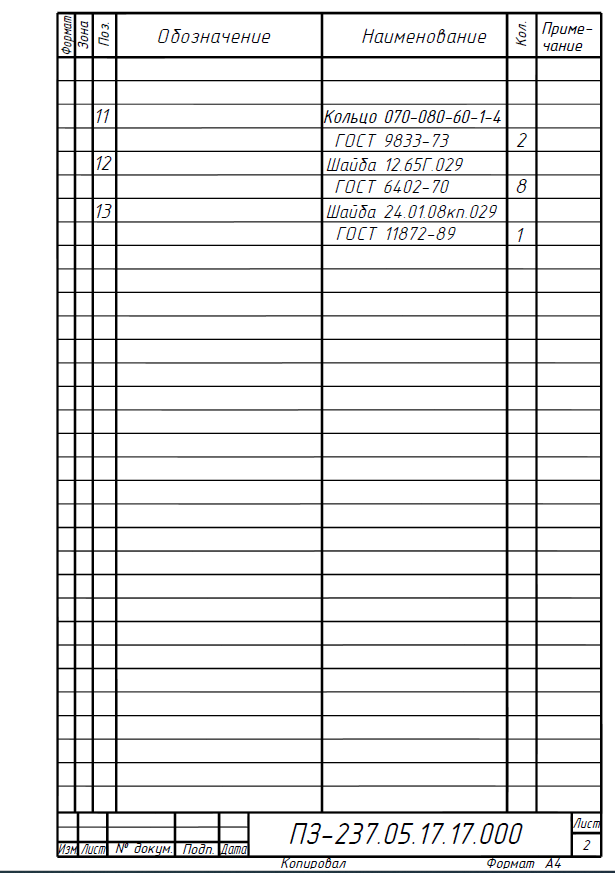 Формат Зона Поз. Обозначение Наименование Кол. Приме-
чание
11 Кольцо 070-080-60-1-4
ГОСТ 9833-73 2
12 Шайба 12.65Г.029
ГОСТ 6402-70 8
13 Шайба 24.01.08кп.029
ГОСТ 11872-89 1
ПЗ-237.05.17.17.000 Лист
2
Изм Лист № докум. Подп. Дата
Копировал Формат А4